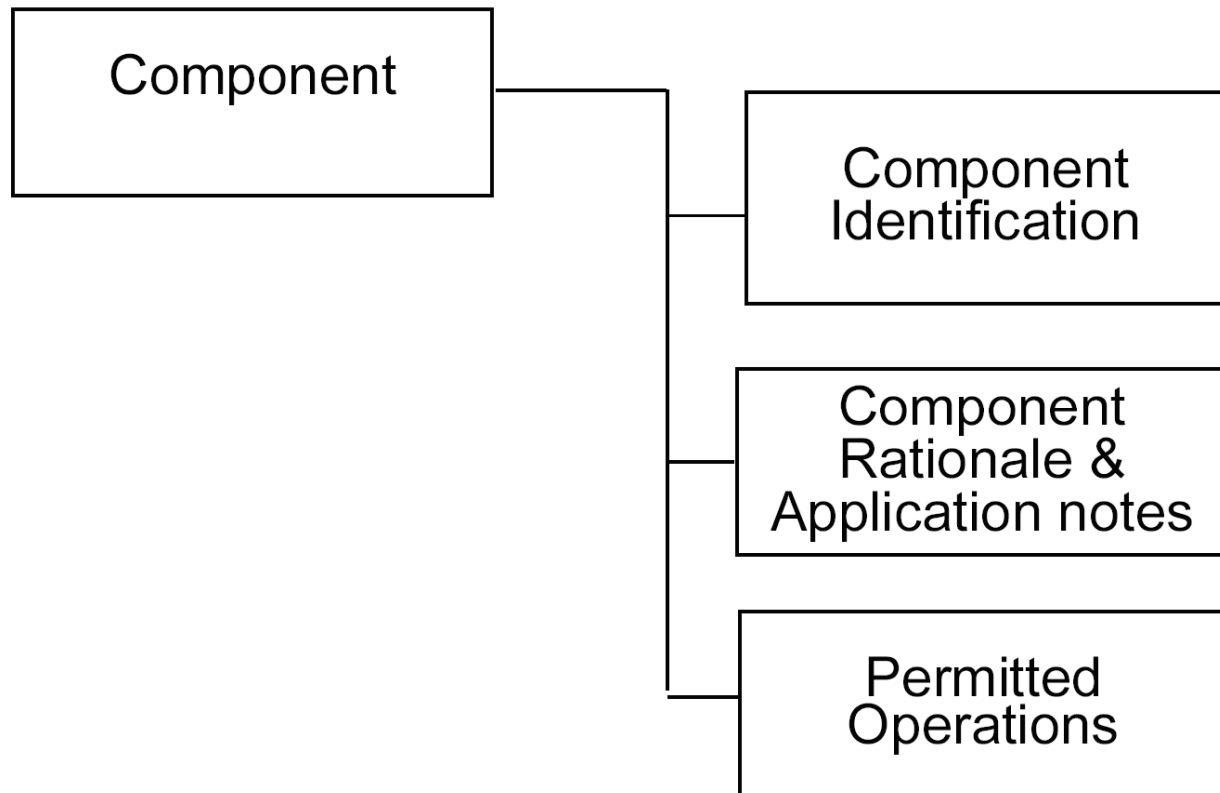 Component
Component
Identification
Component
Rationale &
Application notes
Permitted
Operations